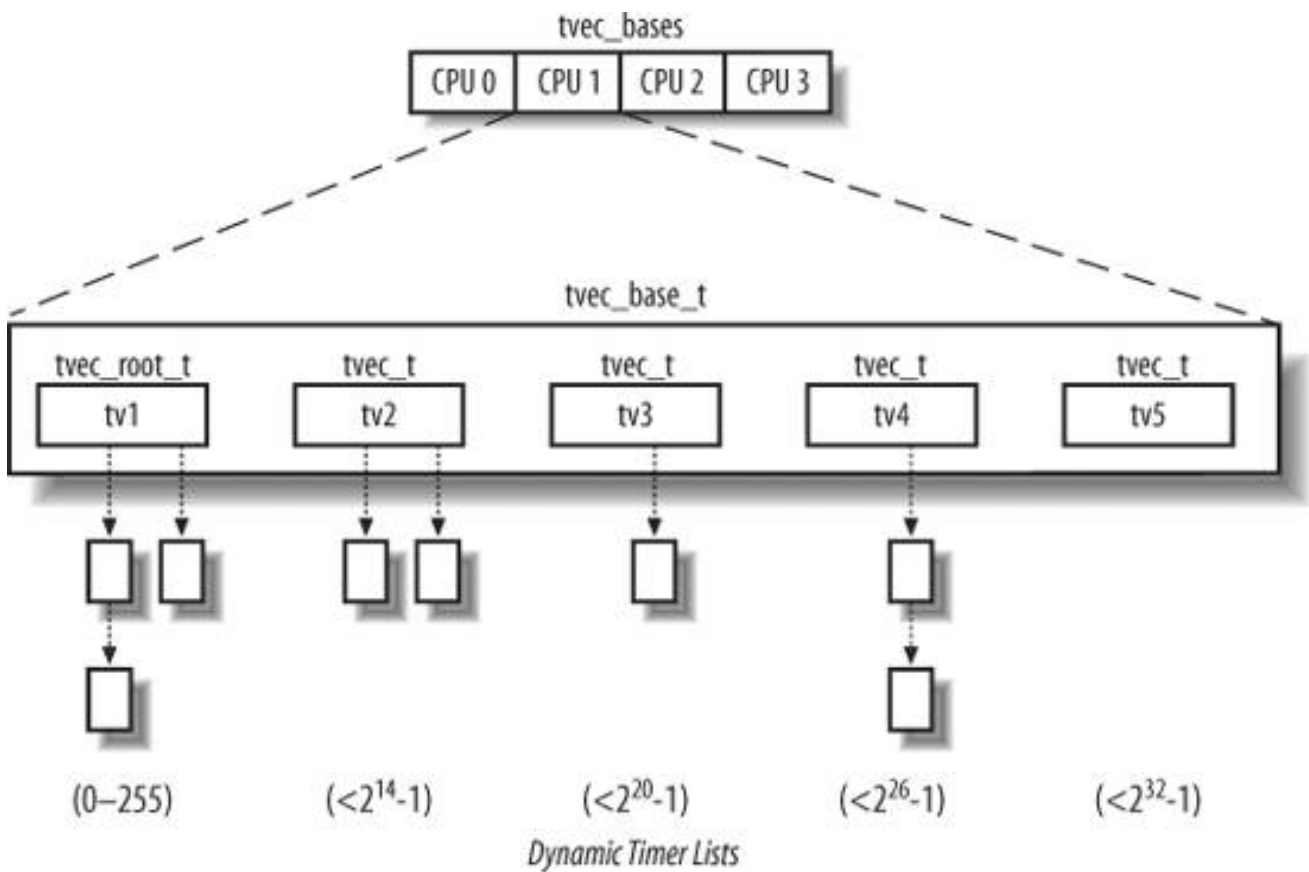 tvec_bases
CPU 0 CPU 1 CPU 2 CPU 3
tvec_base_t
tvec_root_t tvec_t tvec_t tvec_t tvec_t
tv1 tv2 tv3 tv4 tv5
(0–255) (<2¹⁴-1) (<2²⁰-1) (<2²⁶-1) (<2³²-1)
Dynamic Timer Lists